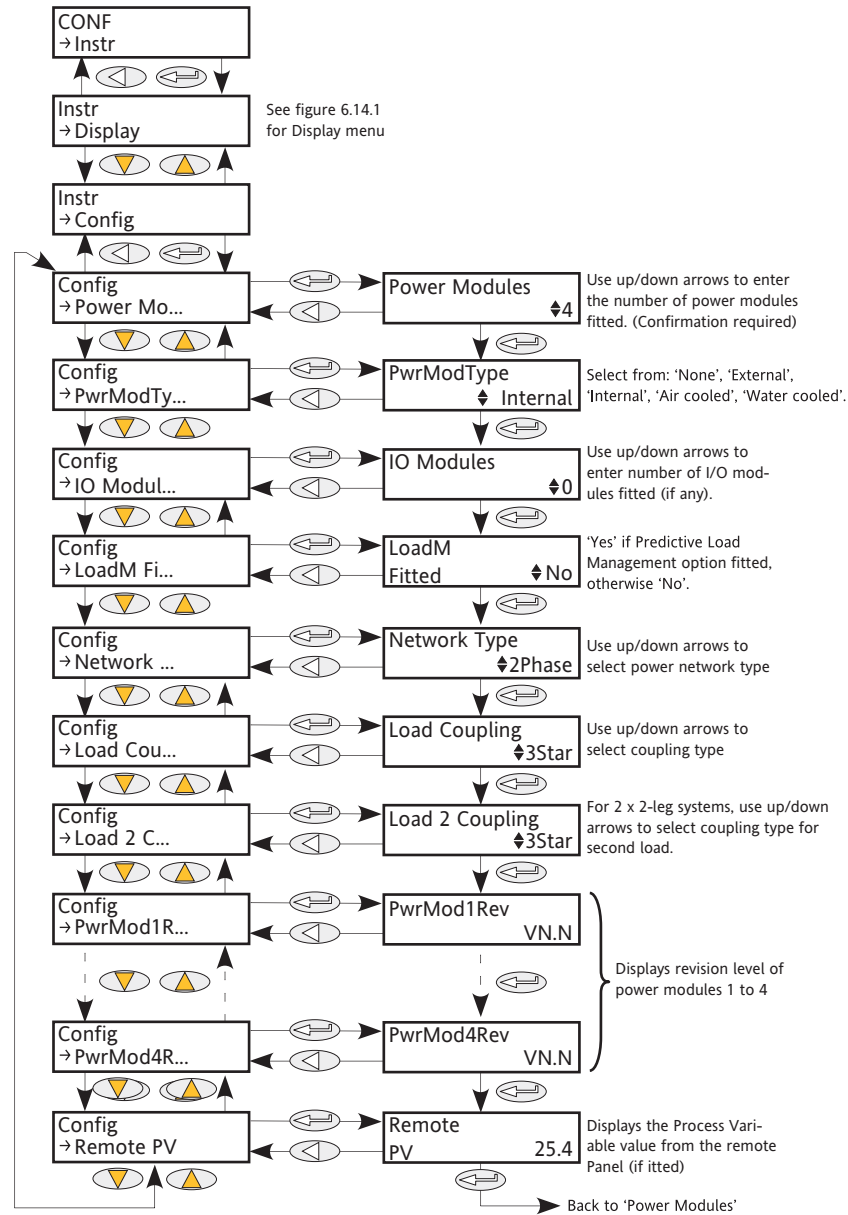 CONF
→Instr
Instr
→Display
See figure 6.14.1
for Display menu
Instr
→Config
Config
→Power Mo...
Power Modules
4
Use up/down arrows to enter
the number of power modules
fitted. (Confirmation required)
Config
→PwrModTy...
PwrModType
Internal
Select from: ‘None’, ‘External’,
‘Internal’, ‘Air cooled’, ‘Water cooled’.
Config
→IO Modul...
IO Modules
0
Use up/down arrows to
enter number of I/O mod-
ules fitted (if any).
Config
→LoadM Fi...
LoadM
Fitted No
‘Yes’ if Predictive Load
Management option fitted,
otherwise ‘No’.
Config
→Network ...
Network Type
2Phase
Use up/down arrows to
select power network type
Config
→Load Cou...
Load Coupling
3Star
Use up/down arrows to
select coupling type
Config
→Load 2 C...
Load 2 Coupling
3Star
For 2 x 2-leg systems, use up/down
arrows to select coupling type for
second load.
Config
→PwrMod1R...
PwrMod1Rev
VN.N
Displays revision level of
power modules 1 to 4
Config
→PwrMod4R...
PwrMod4Rev
VN.N
Config
→Remote PV
Remote
PV 25.4
Displays the Process Vari-
able value from the remote
Panel (if itted)
Back to ‘Power Modules’